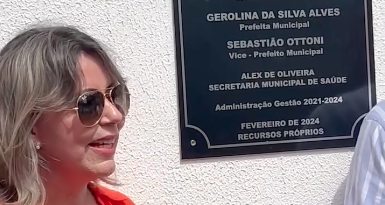 GEROLINA DA SILVA ALVES
Prefeita Municipal
SEBASTIÃO OTTONI
Vice - Prefeito Municipal
ALEX DE OLIVEIRA
SECRETARIA MUNICIPAL DE SAÚDE
Administração Gestão 2021-2024
FEVEREIRO DE 2024
RECURSOS PRÓPRIOS